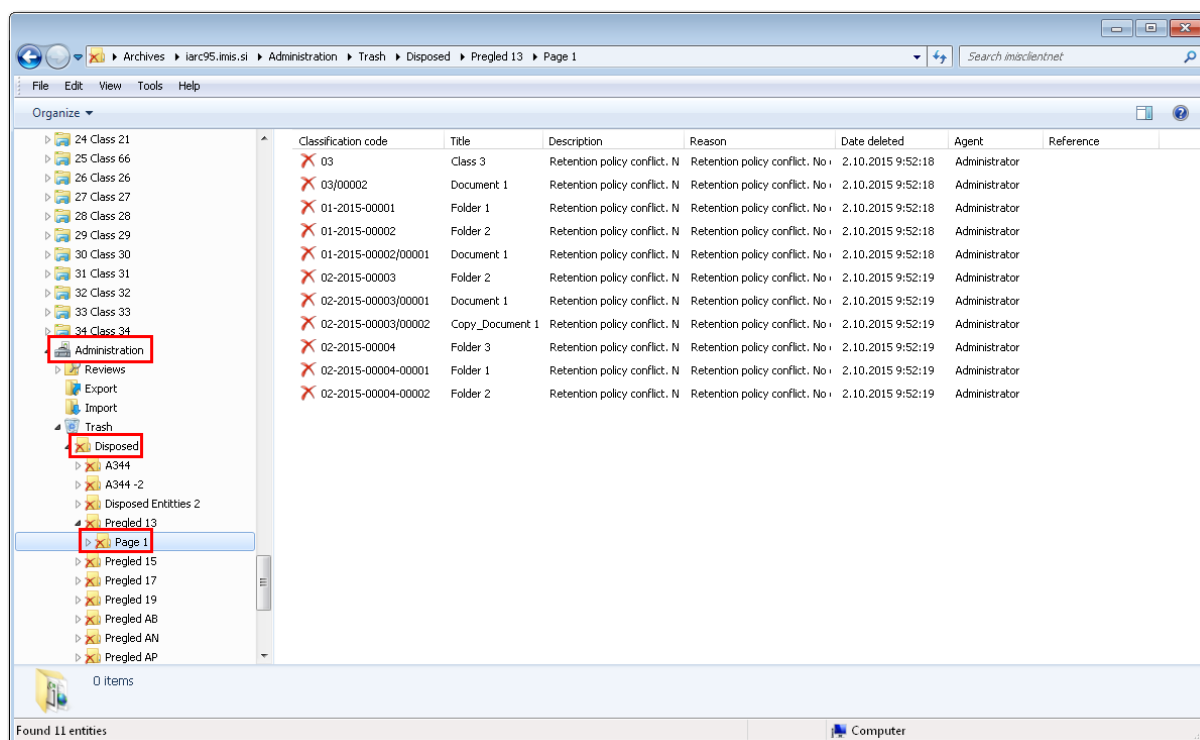 Archives iarc95.imis.si Administration Trash Disposed Pregled 13 Page 1 Search imisclientnet
File Edit View Tools Help
Organize
24 Class 21
25 Class 66
26 Class 26
27 Class 27
28 Class 28
29 Class 29
30 Class 30
31 Class 31
32 Class 32
33 Class 33
34 Class 34
Administration
Reviews
Export
Import
Trash
Disposed
A344
A344 -2
Disposed Entitties 2
Pregled 13
Page 1
Pregled 15
Pregled 17
Pregled 19
Pregled AB
Pregled AN
Pregled AP
Classification code Title Description Reason Date deleted Agent Reference
03 Class 3 Retention policy conflict. N Retention policy conflict. No 2.10.2015 9:52:18 Administrator
03/00002 Document 1 Retention policy conflict. N Retention policy conflict. No 2.10.2015 9:52:18 Administrator
01-2015-00001 Folder 1 Retention policy conflict. N Retention policy conflict. No 2.10.2015 9:52:18 Administrator
01-2015-00002 Folder 2 Retention policy conflict. N Retention policy conflict. No 2.10.2015 9:52:18 Administrator
01-2015-00002/00001 Document 1 Retention policy conflict. N Retention policy conflict. No 2.10.2015 9:52:18 Administrator
02-2015-00003 Folder 2 Retention policy conflict. N Retention policy conflict. No 2.10.2015 9:52:19 Administrator
02-2015-00003/00001 Document 1 Retention policy conflict. N Retention policy conflict. No 2.10.2015 9:52:19 Administrator
02-2015-00003/00002 Copy_Document 1 Retention policy conflict. N Retention policy conflict. No 2.10.2015 9:52:19 Administrator
02-2015-00004 Folder 3 Retention policy conflict. N Retention policy conflict. No 2.10.2015 9:52:19 Administrator
02-2015-00004-00001 Folder 1 Retention policy conflict. N Retention policy conflict. No 2.10.2015 9:52:19 Administrator
02-2015-00004-00002 Folder 2 Retention policy conflict. N Retention policy conflict. No 2.10.2015 9:52:19 Administrator
0 items
Found 11 entities Computer